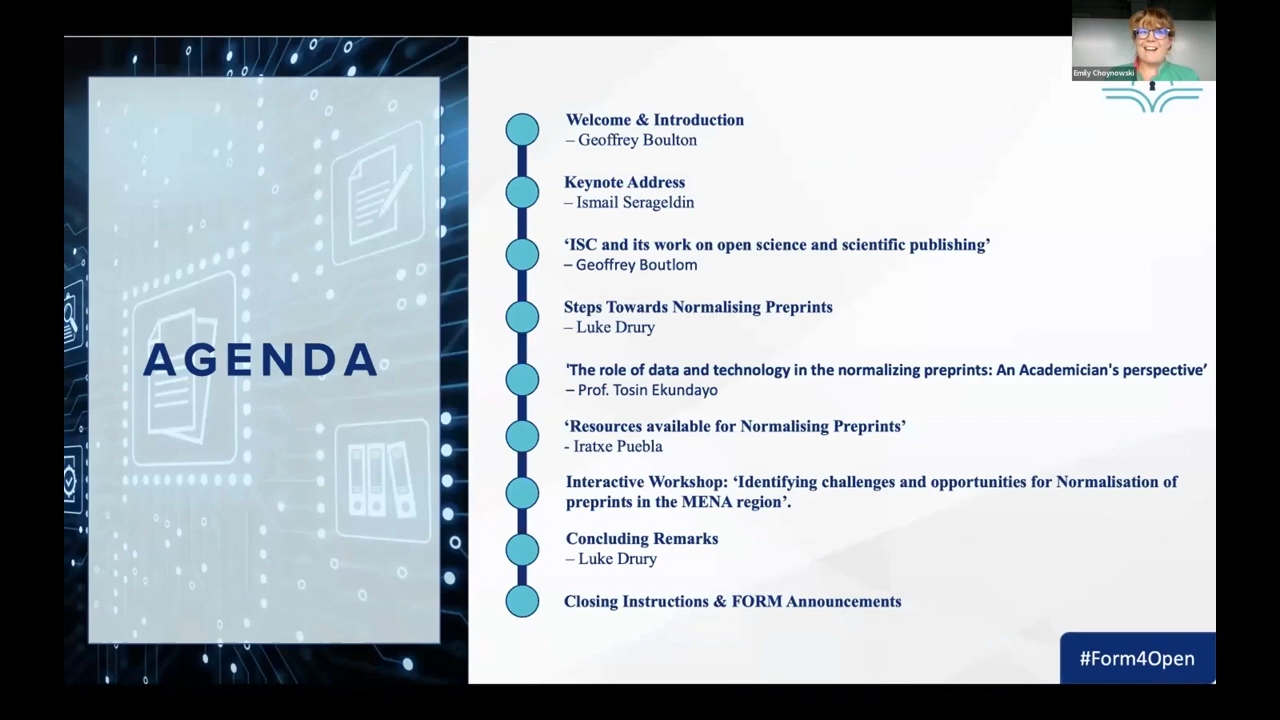 Emily Choynowski
AGENDA
Welcome & Introduction
– Geoffrey Boulton
Keynote Address
– Ismail Serageldin
‘ISC and its work on open science and scientific publishing’
– Geoffrey Boutlom
Steps Towards Normalising Preprints
– Luke Drury
'The role of data and technology in the normalizing preprints: An Academician's perspective’
– Prof. Tosin Ekundayo
‘Resources available for Normalising Preprints’
- Iratxe Puebla
Interactive Workshop: ‘Identifying challenges and opportunities for Normalisation of
preprints in the MENA region’.
Concluding Remarks
– Luke Drury
Closing Instructions & FORM Announcements
#Form4Open